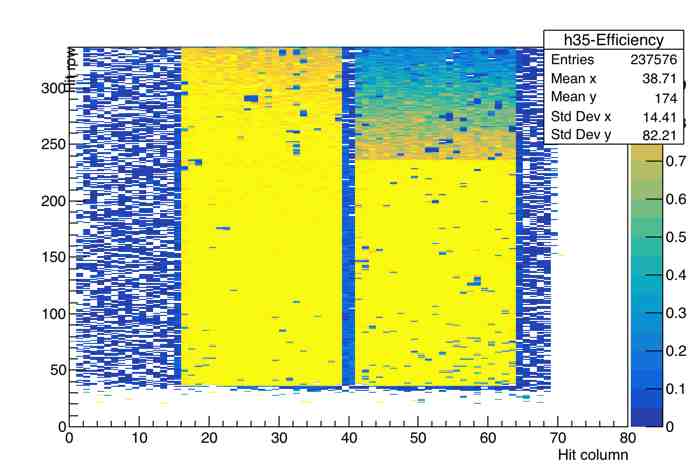 h35-Efficiency
Entries 237576
Mean x 38.71
Mean y 174
Std Dev x 14.41
Std Dev y 82.21
Hit row
300
250
200
150
100
50
0
0 10 20 30 40 50 60 70 80
Hit column
0.7
0.6
0.5
0.4
0.3
0.2
0.1
0